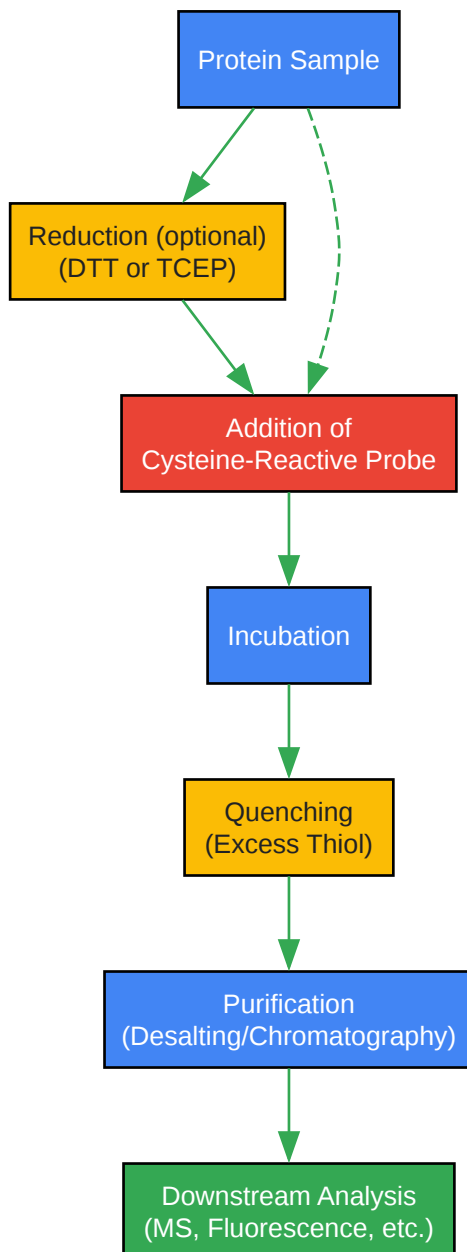 Protein Sample
Reduction (optional)
(DTT or TCEP)
Addition of
Cysteine-Reactive Probe
Incubation
Quenching
(Excess Thiol)
Purification
(Desalting/Chromatography)
Downstream Analysis
(MS, Fluorescence, etc.)